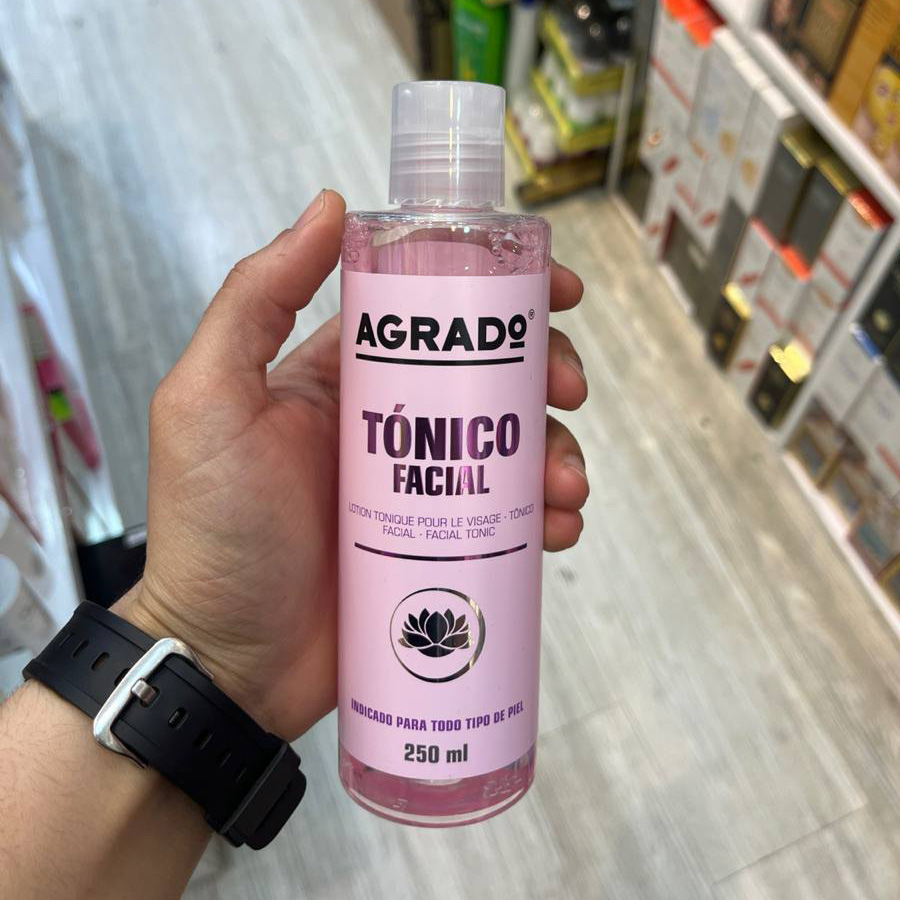 AGRADO®
TÓNICO
FACIAL
LOTION TONIQUE POUR LE VISAGE - TÔNICO
FACIAL - FACIAL TONIC
INDICADO PARA TODO TIPO DE PIEL
250 ml